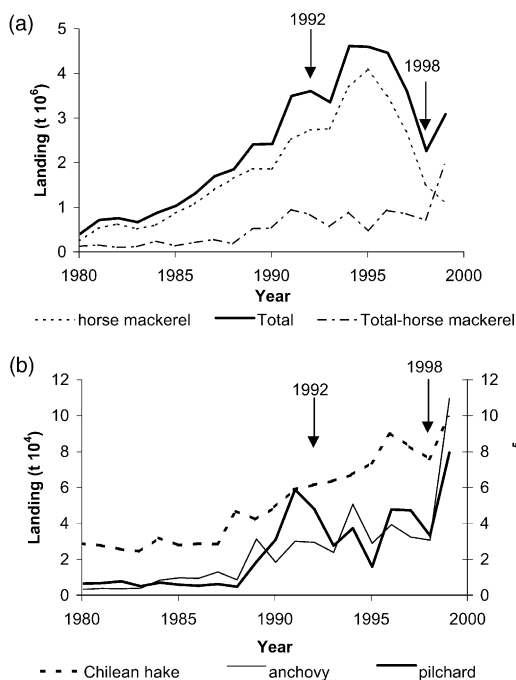 (a)
1992
1998
Landing (t 10⁶)
6
5
4
3
2
1
0
1980 1985 1990 1995 2000
Year
horse mackerel Total Total-horse mackerel
(b)
1992
1998
Landing (t 10⁴)
12 12
10 10
8 8
6 6
4 4
2 2
0 0
1980 1985 1990 1995 2000
Year
Chilean hake anchovy pilchard